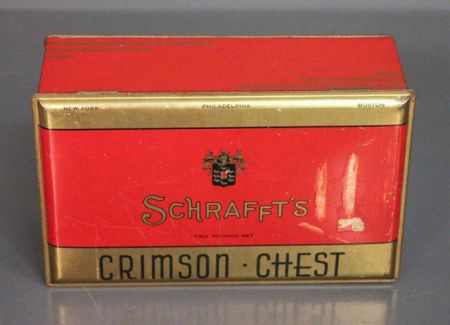 NEW YORK PHILADELPHIA BOSTON
SCHRAFFT'S
TWO POUNDS NET
CRIMSON · CHEST